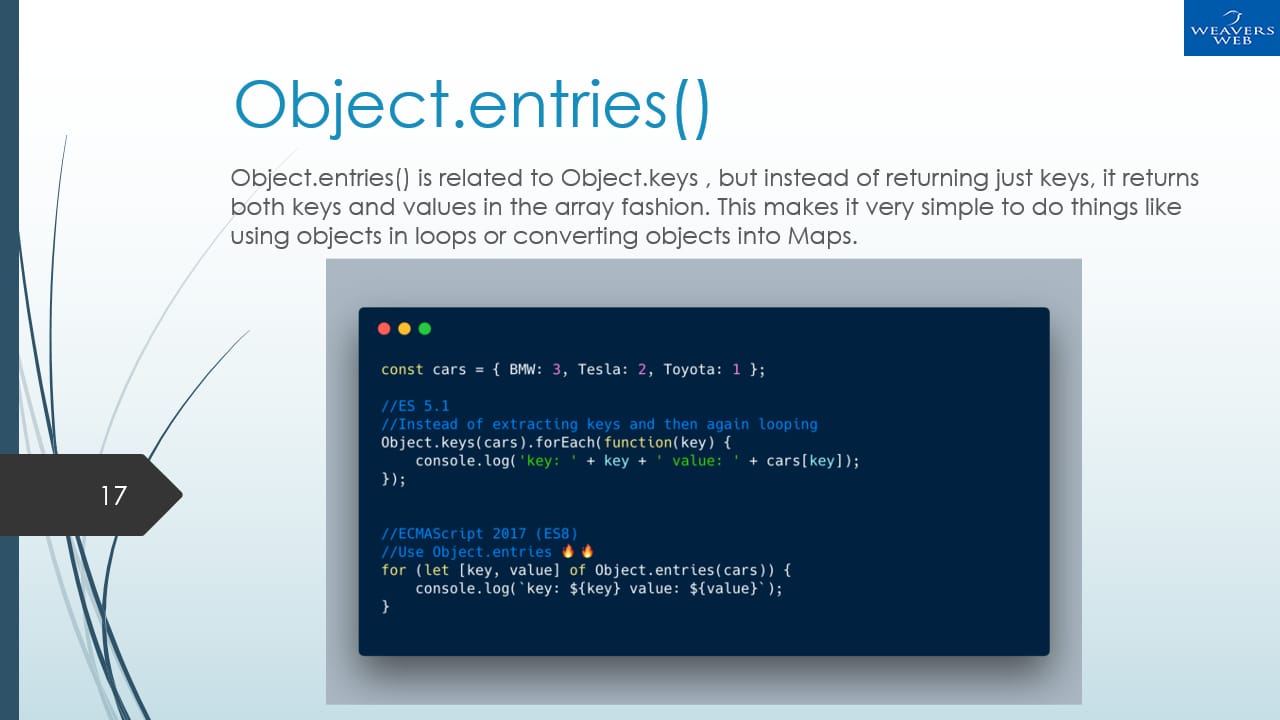 WEAVERS
WEB
Object.entries()
Object.entries() is related to Object.keys , but instead of returning just keys, it returns
both keys and values in the array fashion. This makes it very simple to do things like
using objects in loops or converting objects into Maps.
const cars = { BMW: 3, Tesla: 2, Toyota: 1 };
//ES 5.1
//Instead of extracting keys and then again looping
Object.keys(cars).forEach(function(key) {
    console.log('key: ' + key + ' value: ' + cars[key]);
});
//ECMAScript 2017 (ES8)
//Use Object.entries 🔥🔥
for (let [key, value] of Object.entries(cars)) {
    console.log(`key: ${key} value: ${value}`);
}
17